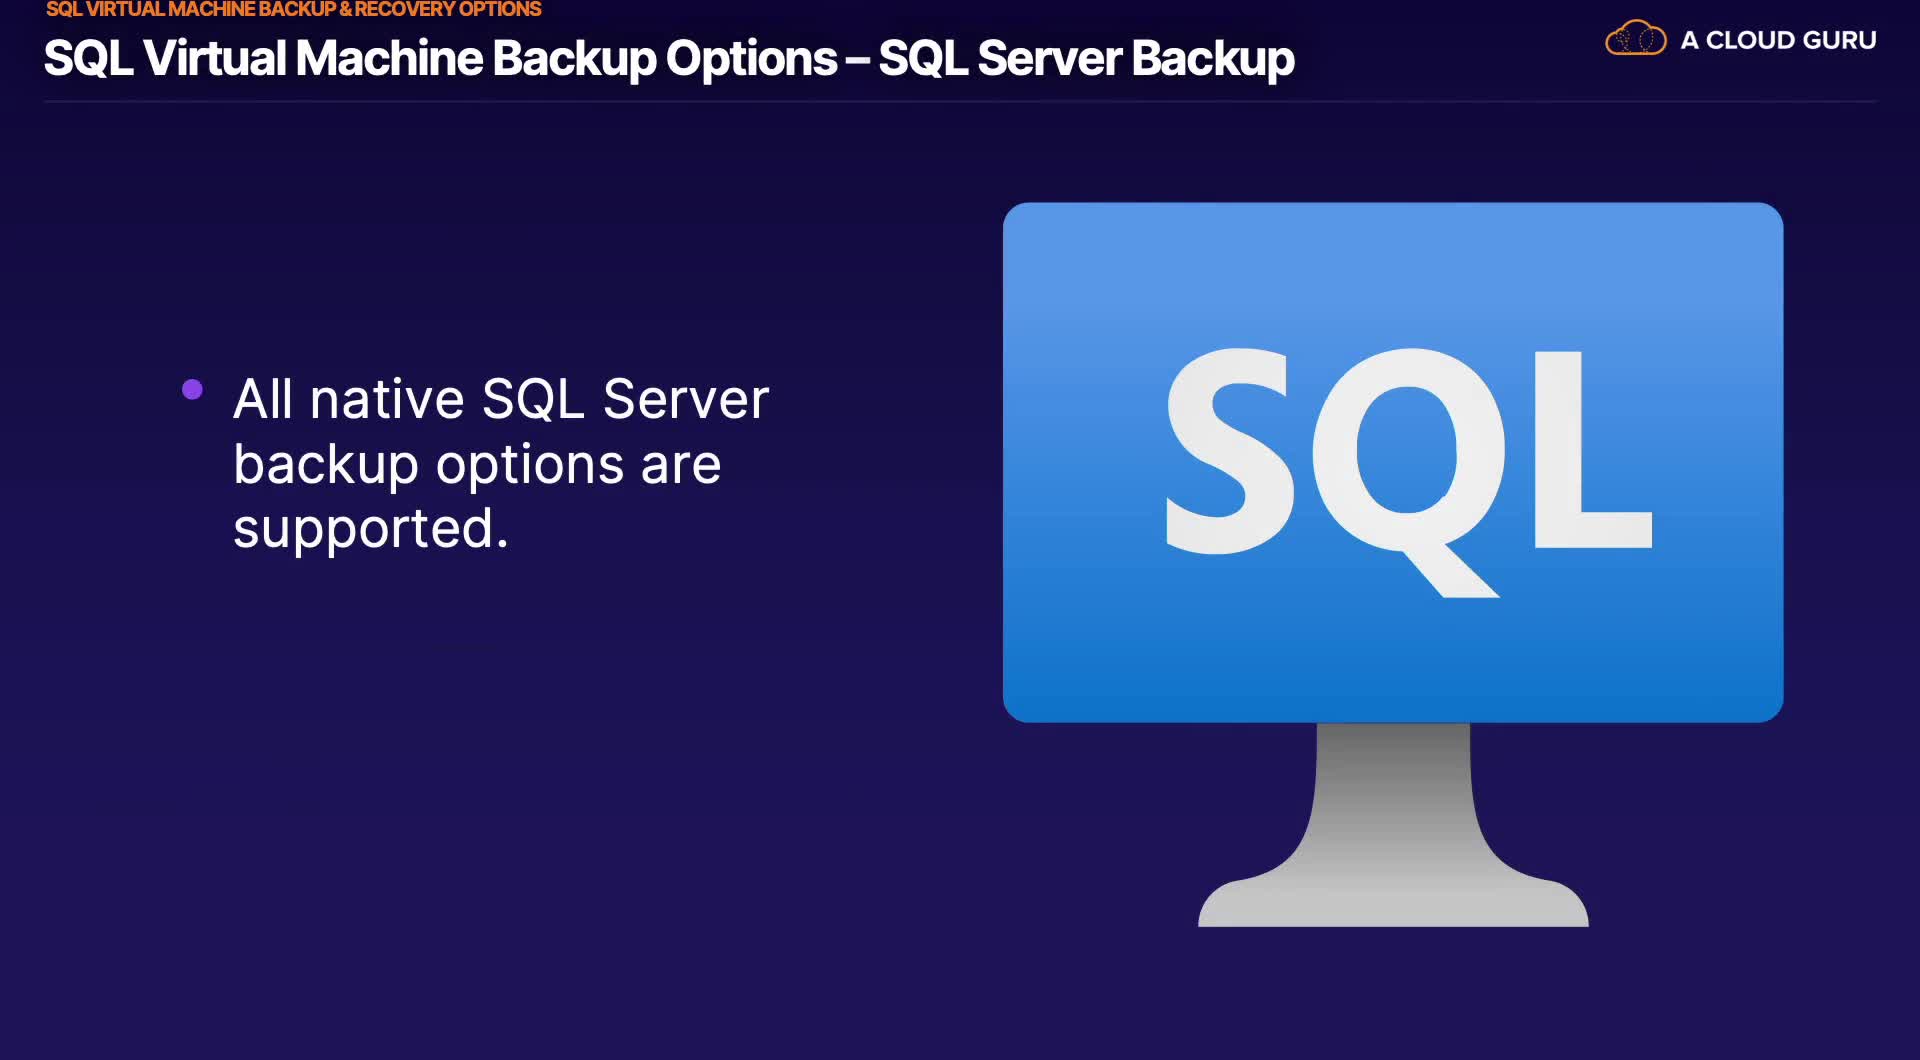 SQL VIRTUAL MACHINE BACKUP & RECOVERY OPTIONS
SQL Virtual Machine Backup Options – SQL Server Backup
A CLOUD GURU
All native SQL Server
backup options are
supported.
SQL